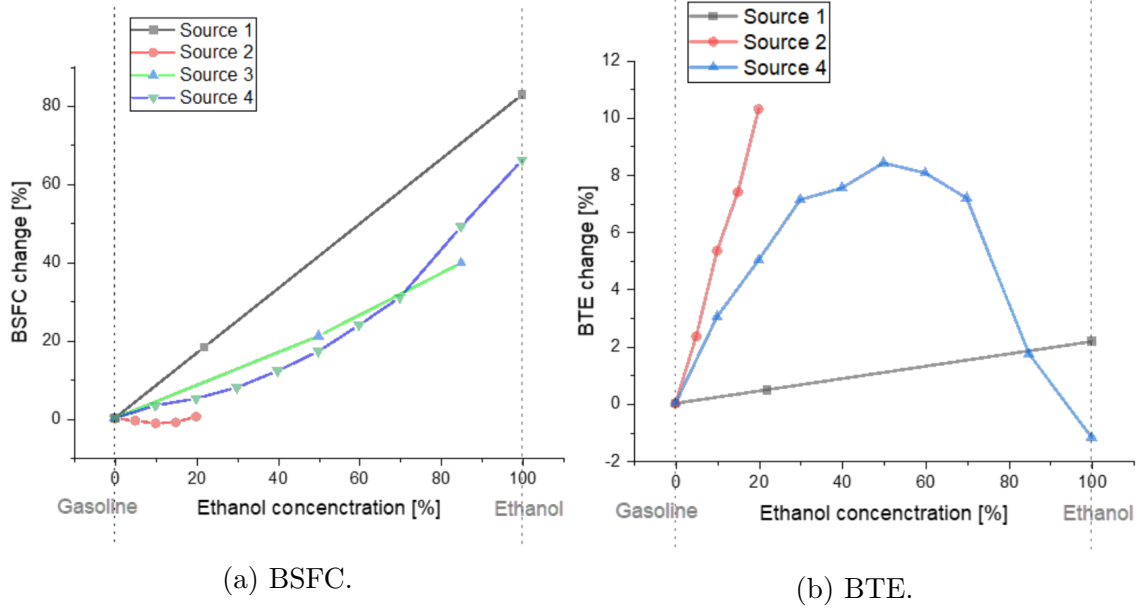 Source 1
Source 2
Source 3
Source 4
BSFC change [%]
80
60
40
20
0
0 20 40 60 80 100
Gasoline Ethanol concenctration [%] Ethanol
(a) BSFC.
Source 1
Source 2
Source 4
BTE change [%]
12
10
8
6
4
2
0
-2
0 20 40 60 80 100
Gasoline Ethanol concenctration [%] Ethanol
(b) BTE.